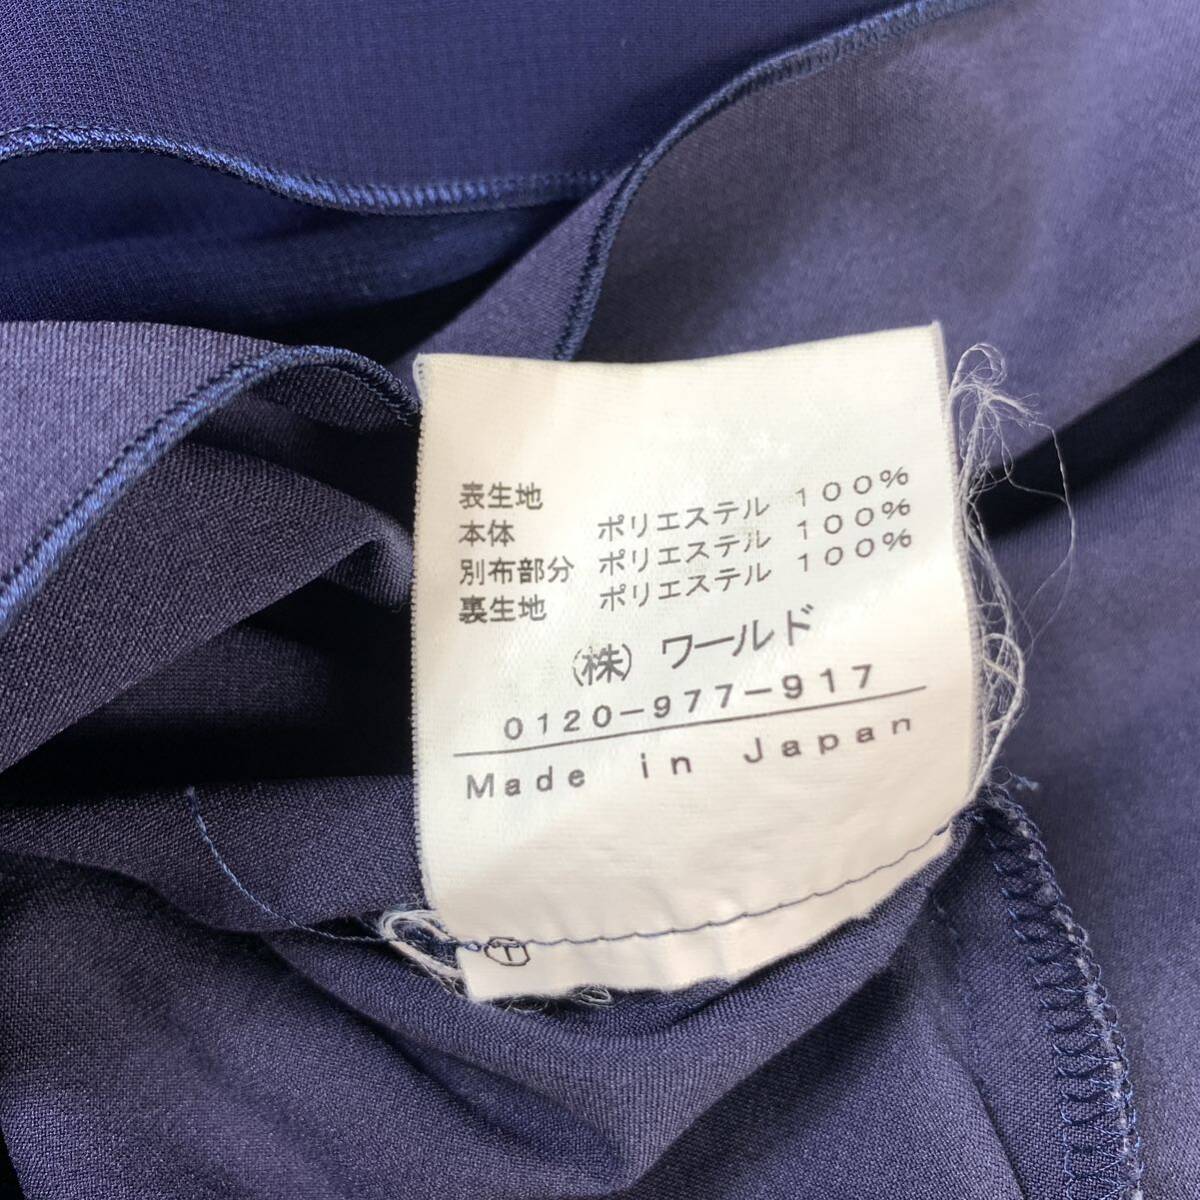 表生地
本体 ポリエステル 100%
別布部分 ポリエステル 100%
裏生地 ポリエステル 100%
(株) ワールド
0120-977-917
Made in Japan
T